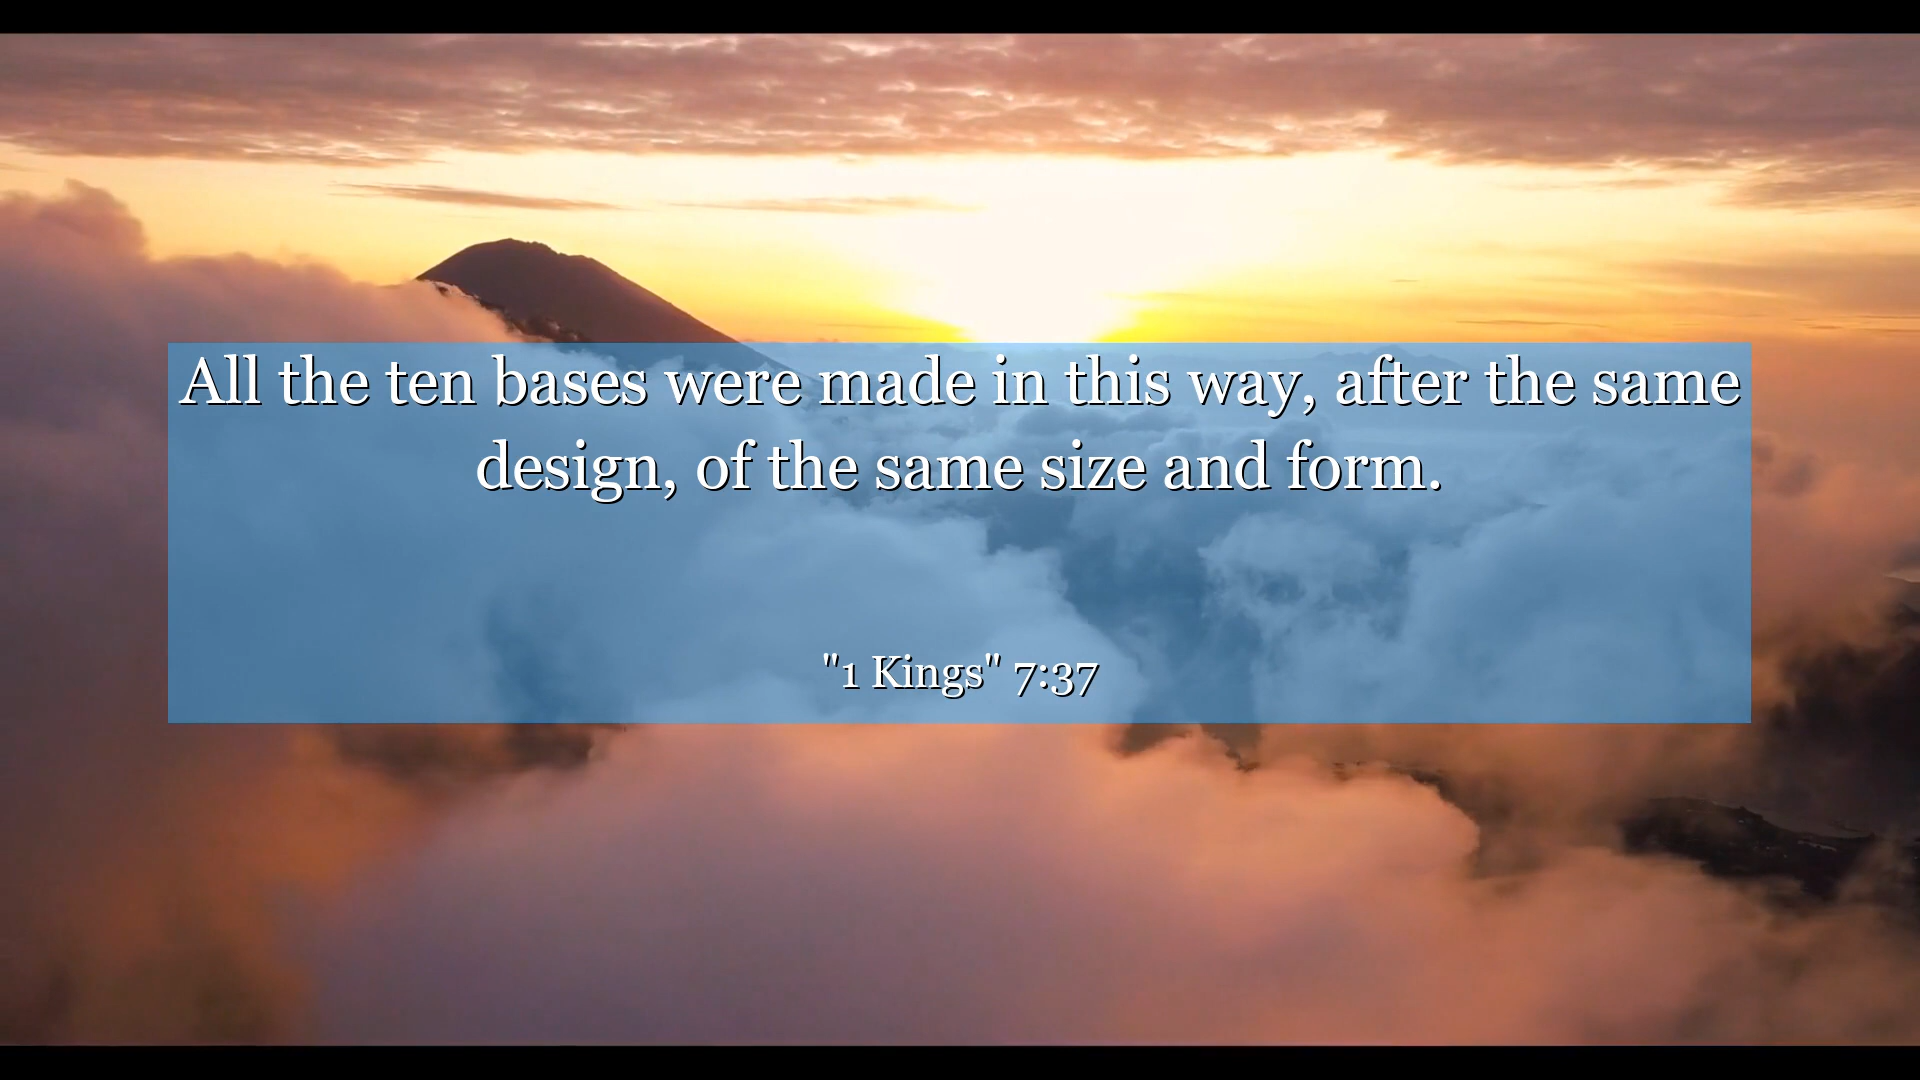 All the ten bases were made in this way, after the same
design, of the same size and form.
"1 Kings" 7:37